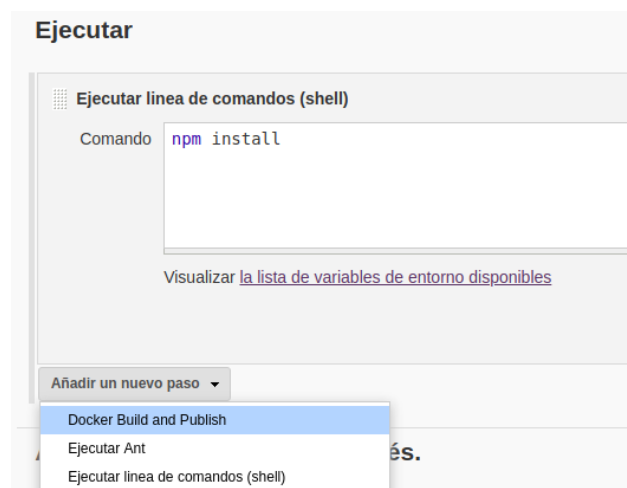 Ejecutar
Ejecutar linea de comandos (shell)
Comando npm install
Visualizar la lista de variables de entorno disponibles
Añadir un nuevo paso
Docker Build and Publish
Ejecutar Ant
Ejecutar linea de comandos (shell)